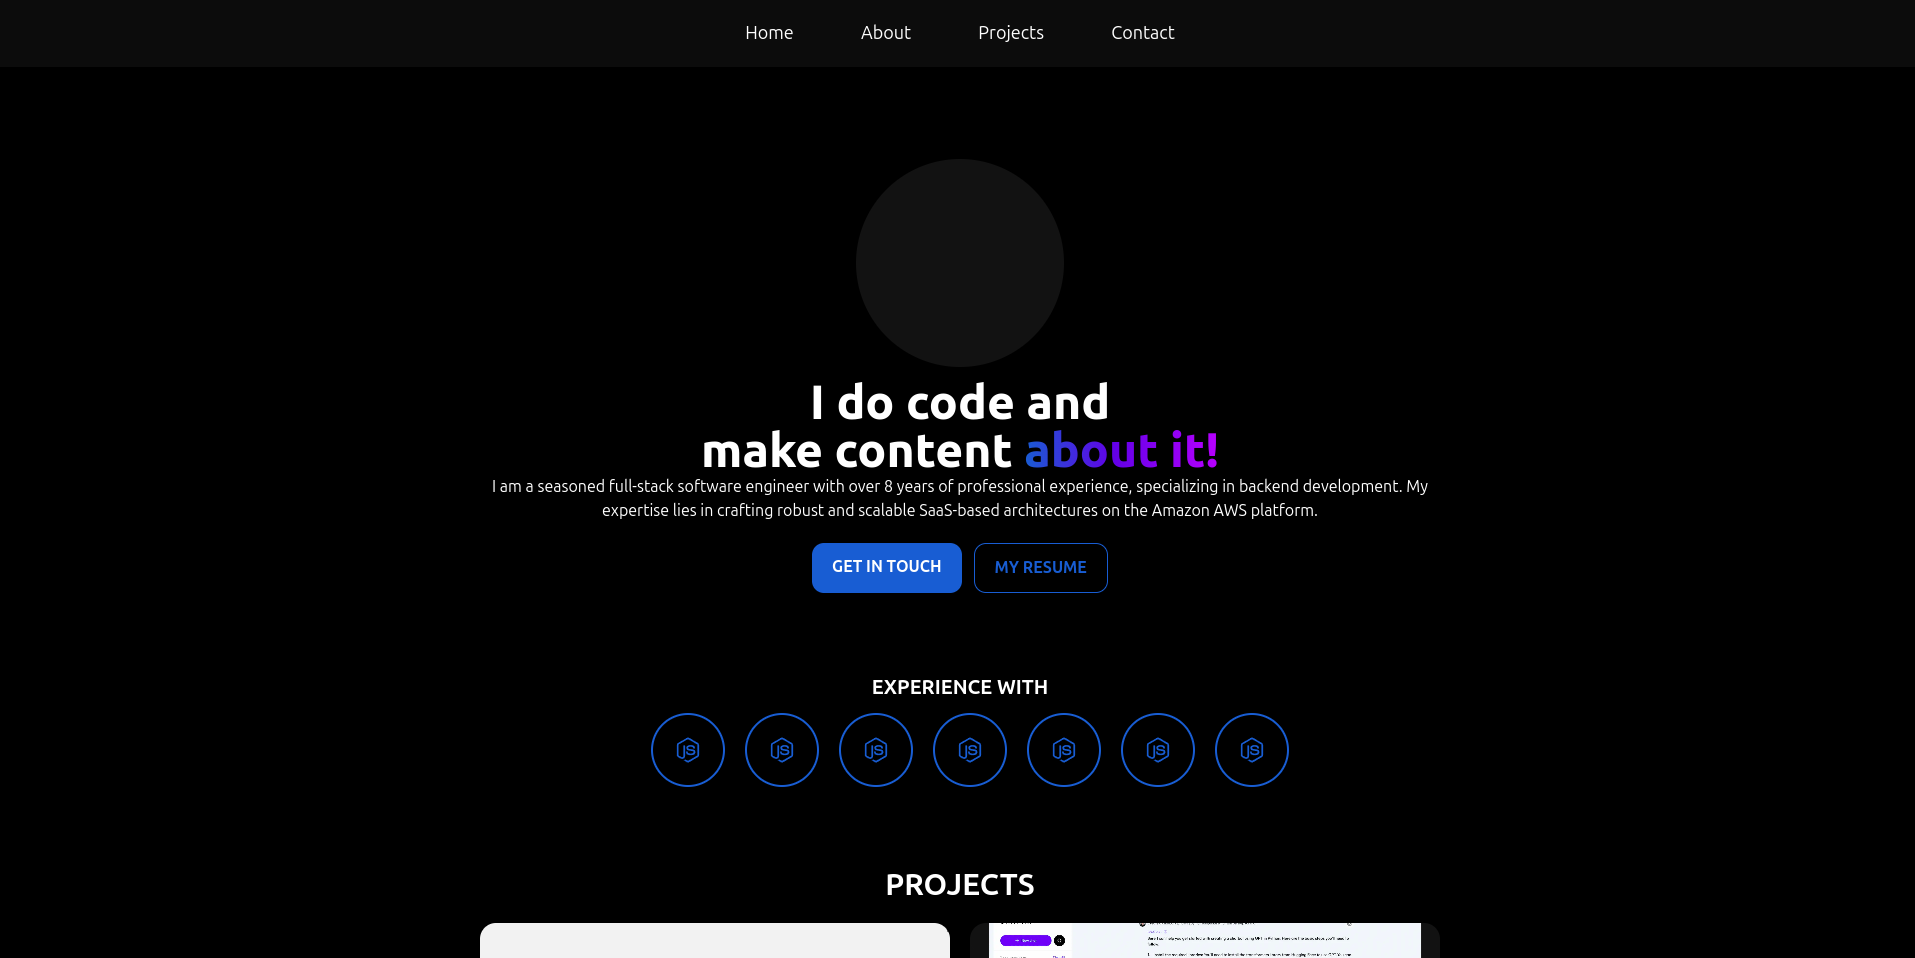 Home About Projects Contact
I do code and
make content about it!
I am a seasoned full-stack software engineer with over 8 years of professional experience, specializing in backend development. My
expertise lies in crafting robust and scalable SaaS-based architectures on the Amazon AWS platform.
GET IN TOUCH MY RESUME
EXPERIENCE WITH
JS JS JS JS JS JS JS
PROJECTS